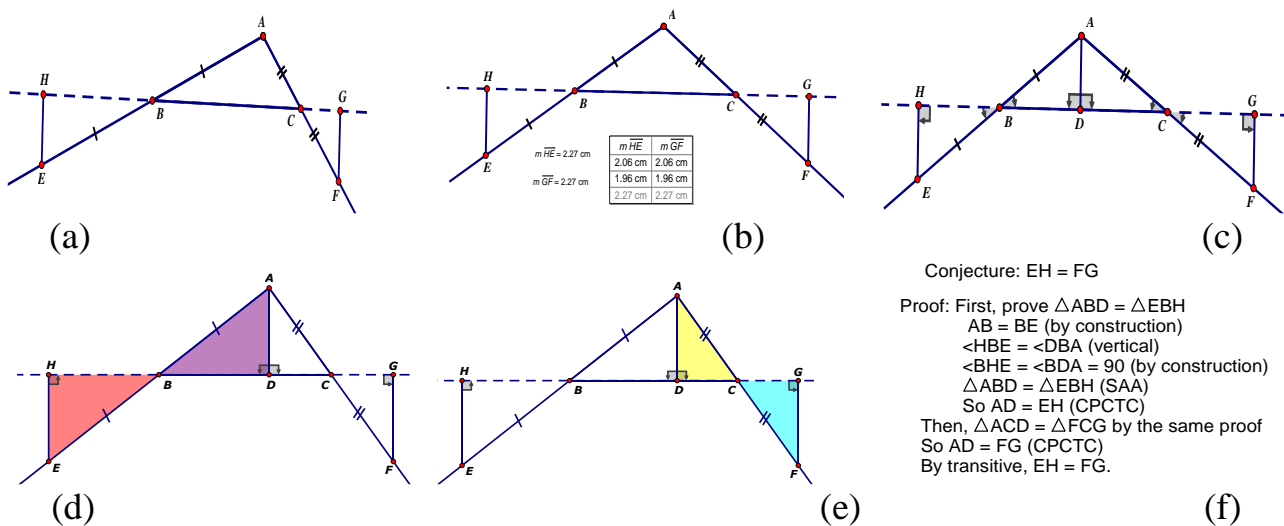 A
H
B
C
G
E
F
(a)
A
H
B
C
G
E
F
m HE = 2.27 cm
m GF = 2.27 cm
m HE m GF
2.06 cm 2.06 cm
1.96 cm 1.96 cm
2.27 cm 2.27 cm
(b)
A
H
B
D
C
G
E
F
(c)
A
H
B
D
C
G
E
F
(d)
A
H
B
D
C
G
E
F
(e)
Conjecture: EH = FG
Proof: First, prove △ABD = △EBH
AB = BE (by construction)
<HBE = <DBA (vertical)
<BHE = <BDA = 90 (by construction)
△ABD = △EBH (SAA)
So AD = EH (CPCTC)
Then, △ACD = △FCG by the same proof
So AD = FG (CPCTC)
By transitive, EH = FG.
(f)